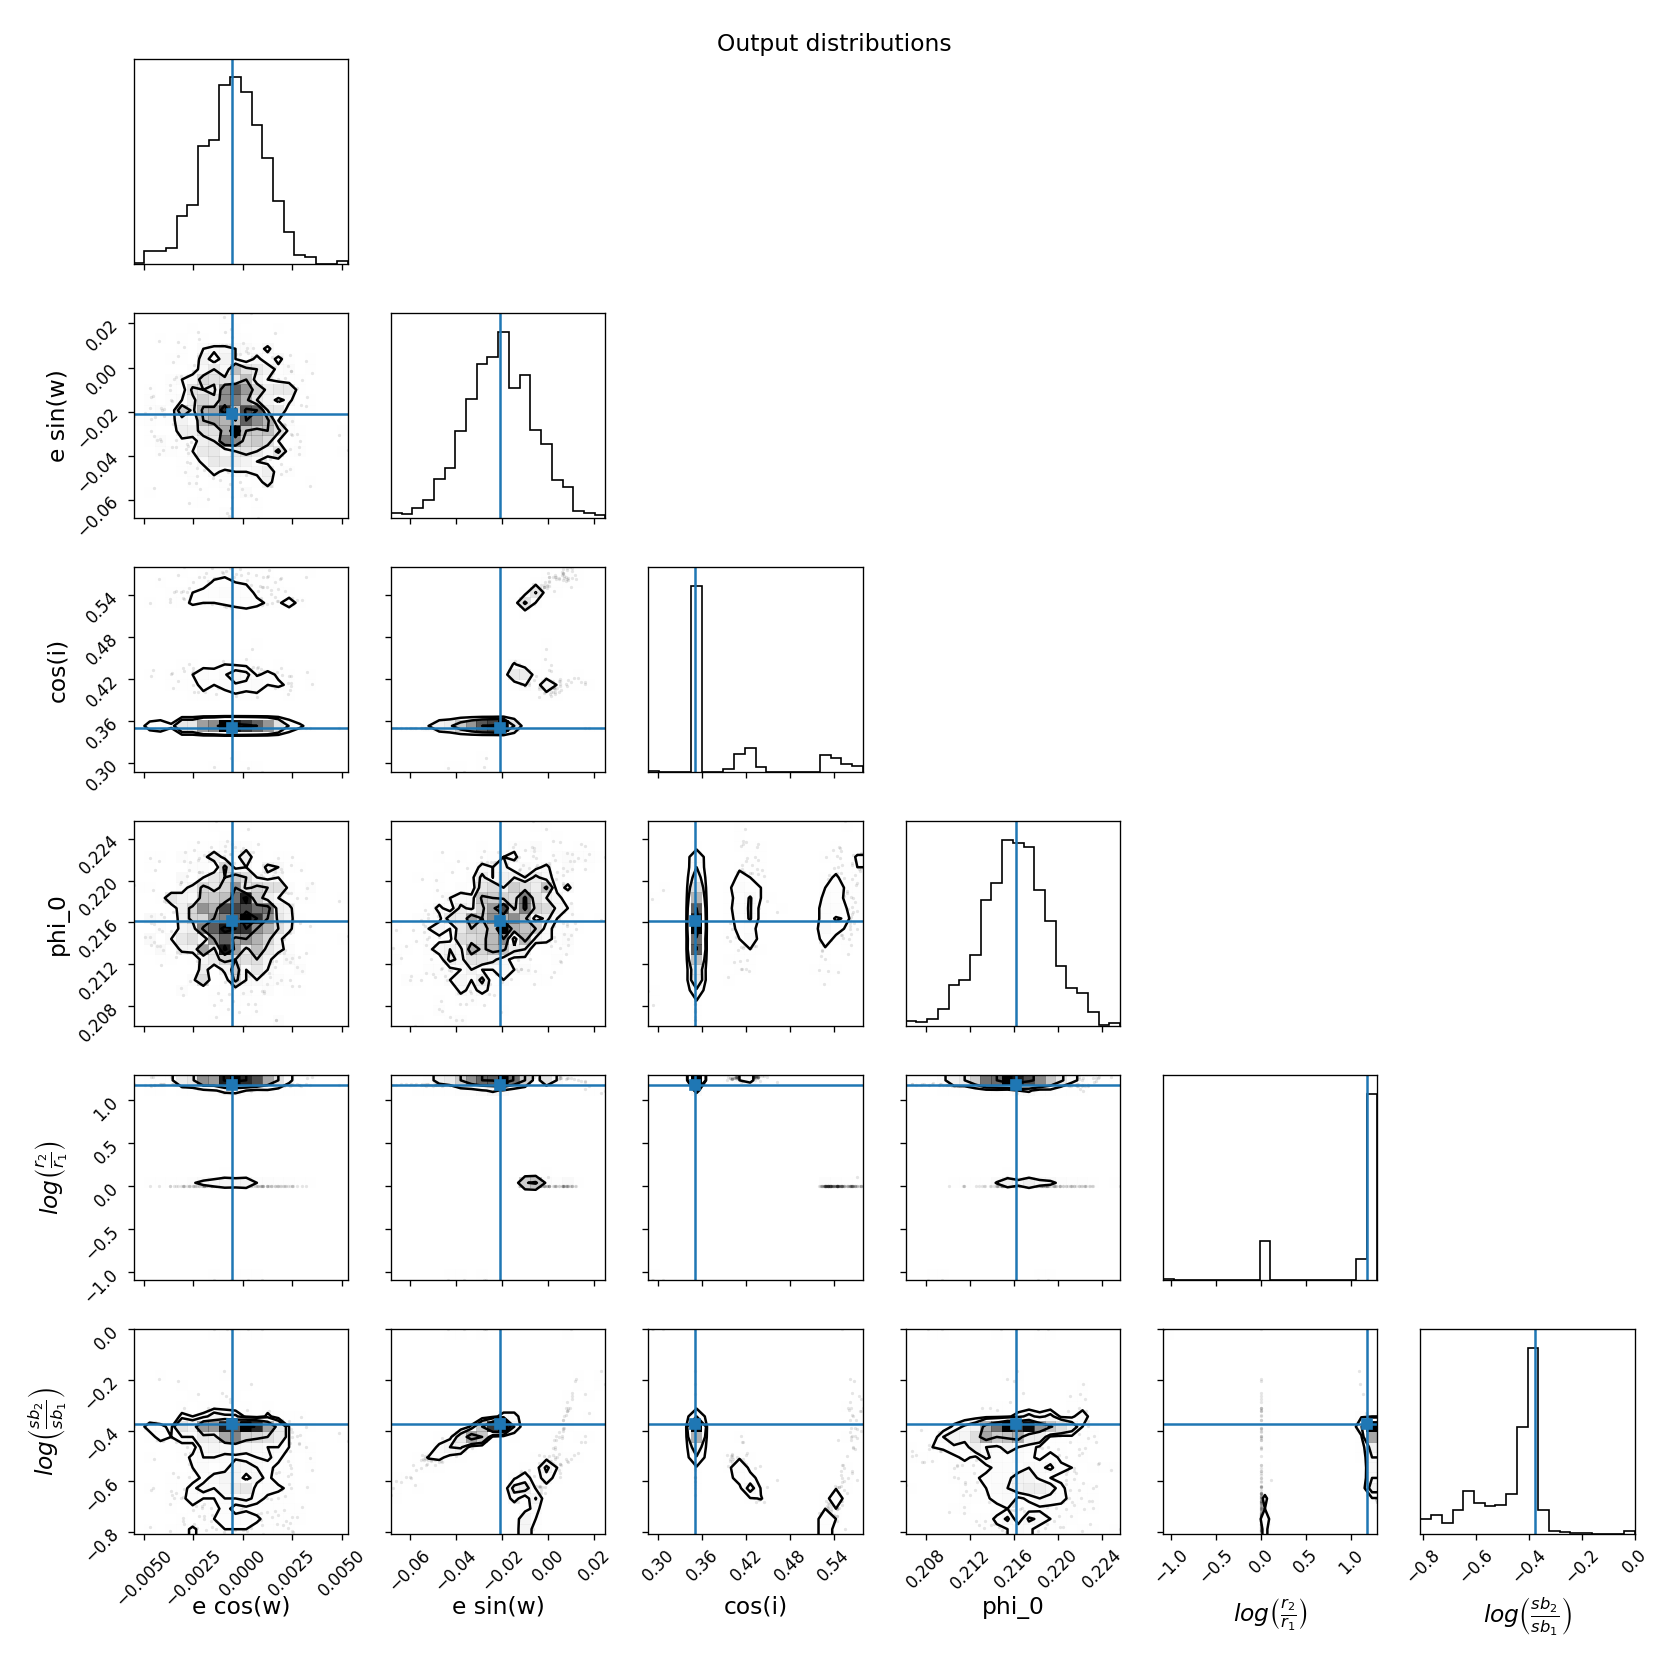 Output distributions
e sin(w)
0.02
0.00
−0.02
−0.04
−0.06
cos(i)
0.54
0.48
0.42
0.36
0.30
phi_0
0.224
0.220
0.216
0.212
0.208
log(r₂/r₁)
1.0
0.5
0.0
−0.5
−1.0
log(sb₂/sb₁)
0.0
−0.2
−0.4
−0.6
−0.8
−0.0050 −0.0025 0.0000 0.0025 0.0050
−0.06 −0.04 −0.02 0.00 0.02
0.30 0.36 0.42 0.48 0.54
0.208 0.212 0.216 0.220 0.224
−1.0 −0.5 0.0 0.5 1.0
−0.8 −0.6 −0.4 −0.2 0.0
e cos(w) e sin(w) cos(i) phi_0 log(r₂/r₁) log(sb₂/sb₁)